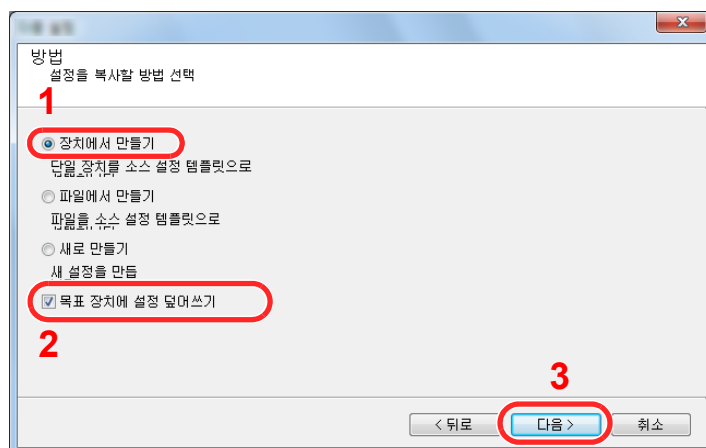 방법
설정을 복사할 방법 선택
1
장치에서 만들기
단일 장치를 소스 설정 템플릿으로
파일에서 만들기
파일을 소스 설정 템플릿으로
새로 만들기
새 설정을 만듭
목표 장치에 설정 덮어쓰기
2
3
< 뒤로
다음 >
취소